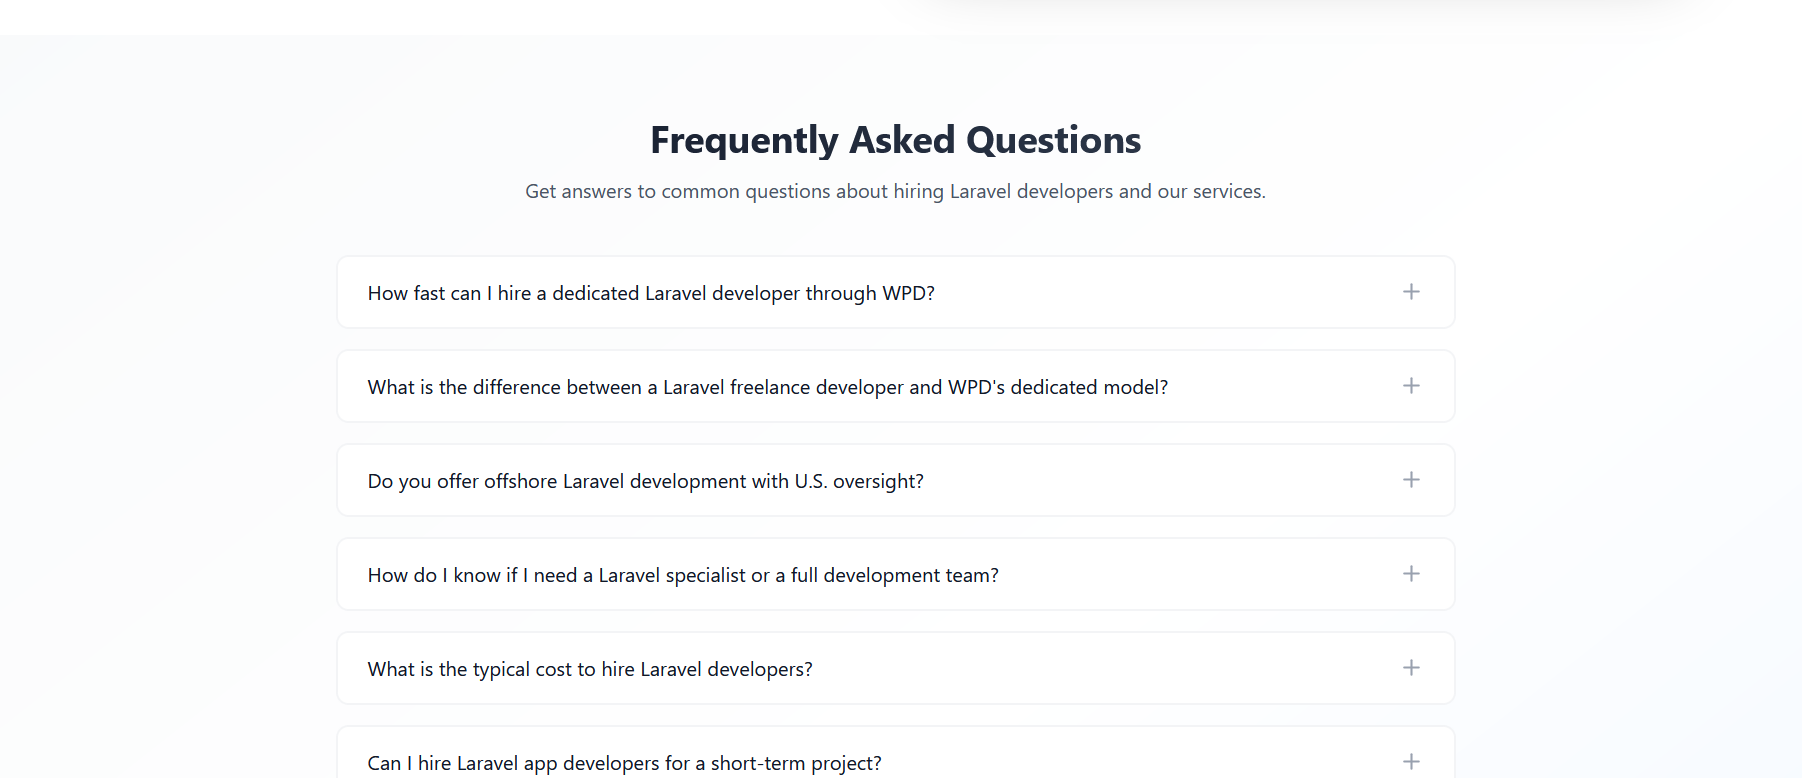 Frequently Asked Questions
Get answers to common questions about hiring Laravel developers and our services.
How fast can I hire a dedicated Laravel developer through WPD?
What is the difference between a Laravel freelance developer and WPD's dedicated model?
Do you offer offshore Laravel development with U.S. oversight?
How do I know if I need a Laravel specialist or a full development team?
What is the typical cost to hire Laravel developers?
Can I hire Laravel app developers for a short-term project?